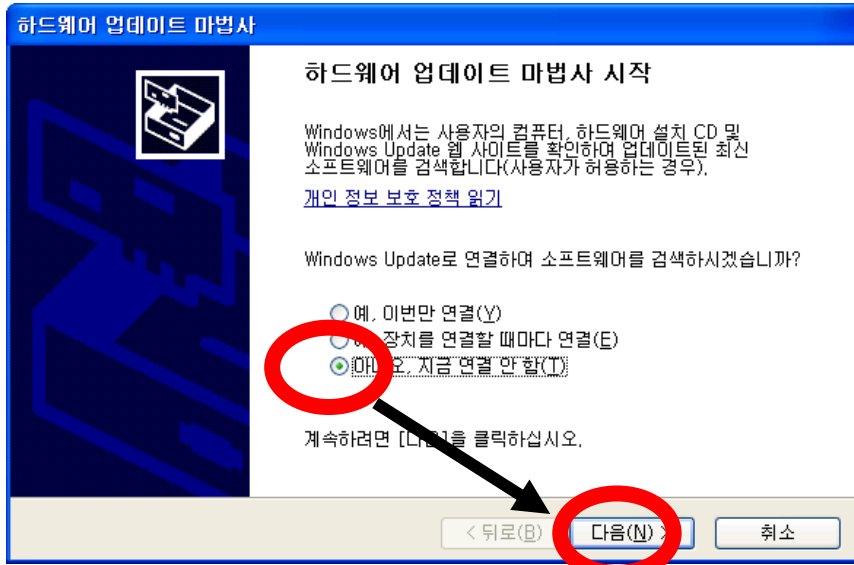 하드웨어 업데이트 마법사
하드웨어 업데이트 마법사 시작
Windows에서는 사용자의 컴퓨터, 하드웨어 설치 CD 및
Windows Update 웹 사이트를 확인하여 업데이트된 최신
소프트웨어를 검색합니다(사용자가 허용하는 경우).
개인 정보 보호 정책 읽기
Windows Update로 연결하여 소프트웨어를 검색하시겠습니까?
예, 이번만 연결(Y)
장치를 연결할 때마다 연결(E)
아니오, 지금 연결 안 함(T)
계속하려면 [다음]을 클릭하십시오.
< 뒤로(B)
다음(N) >
취소